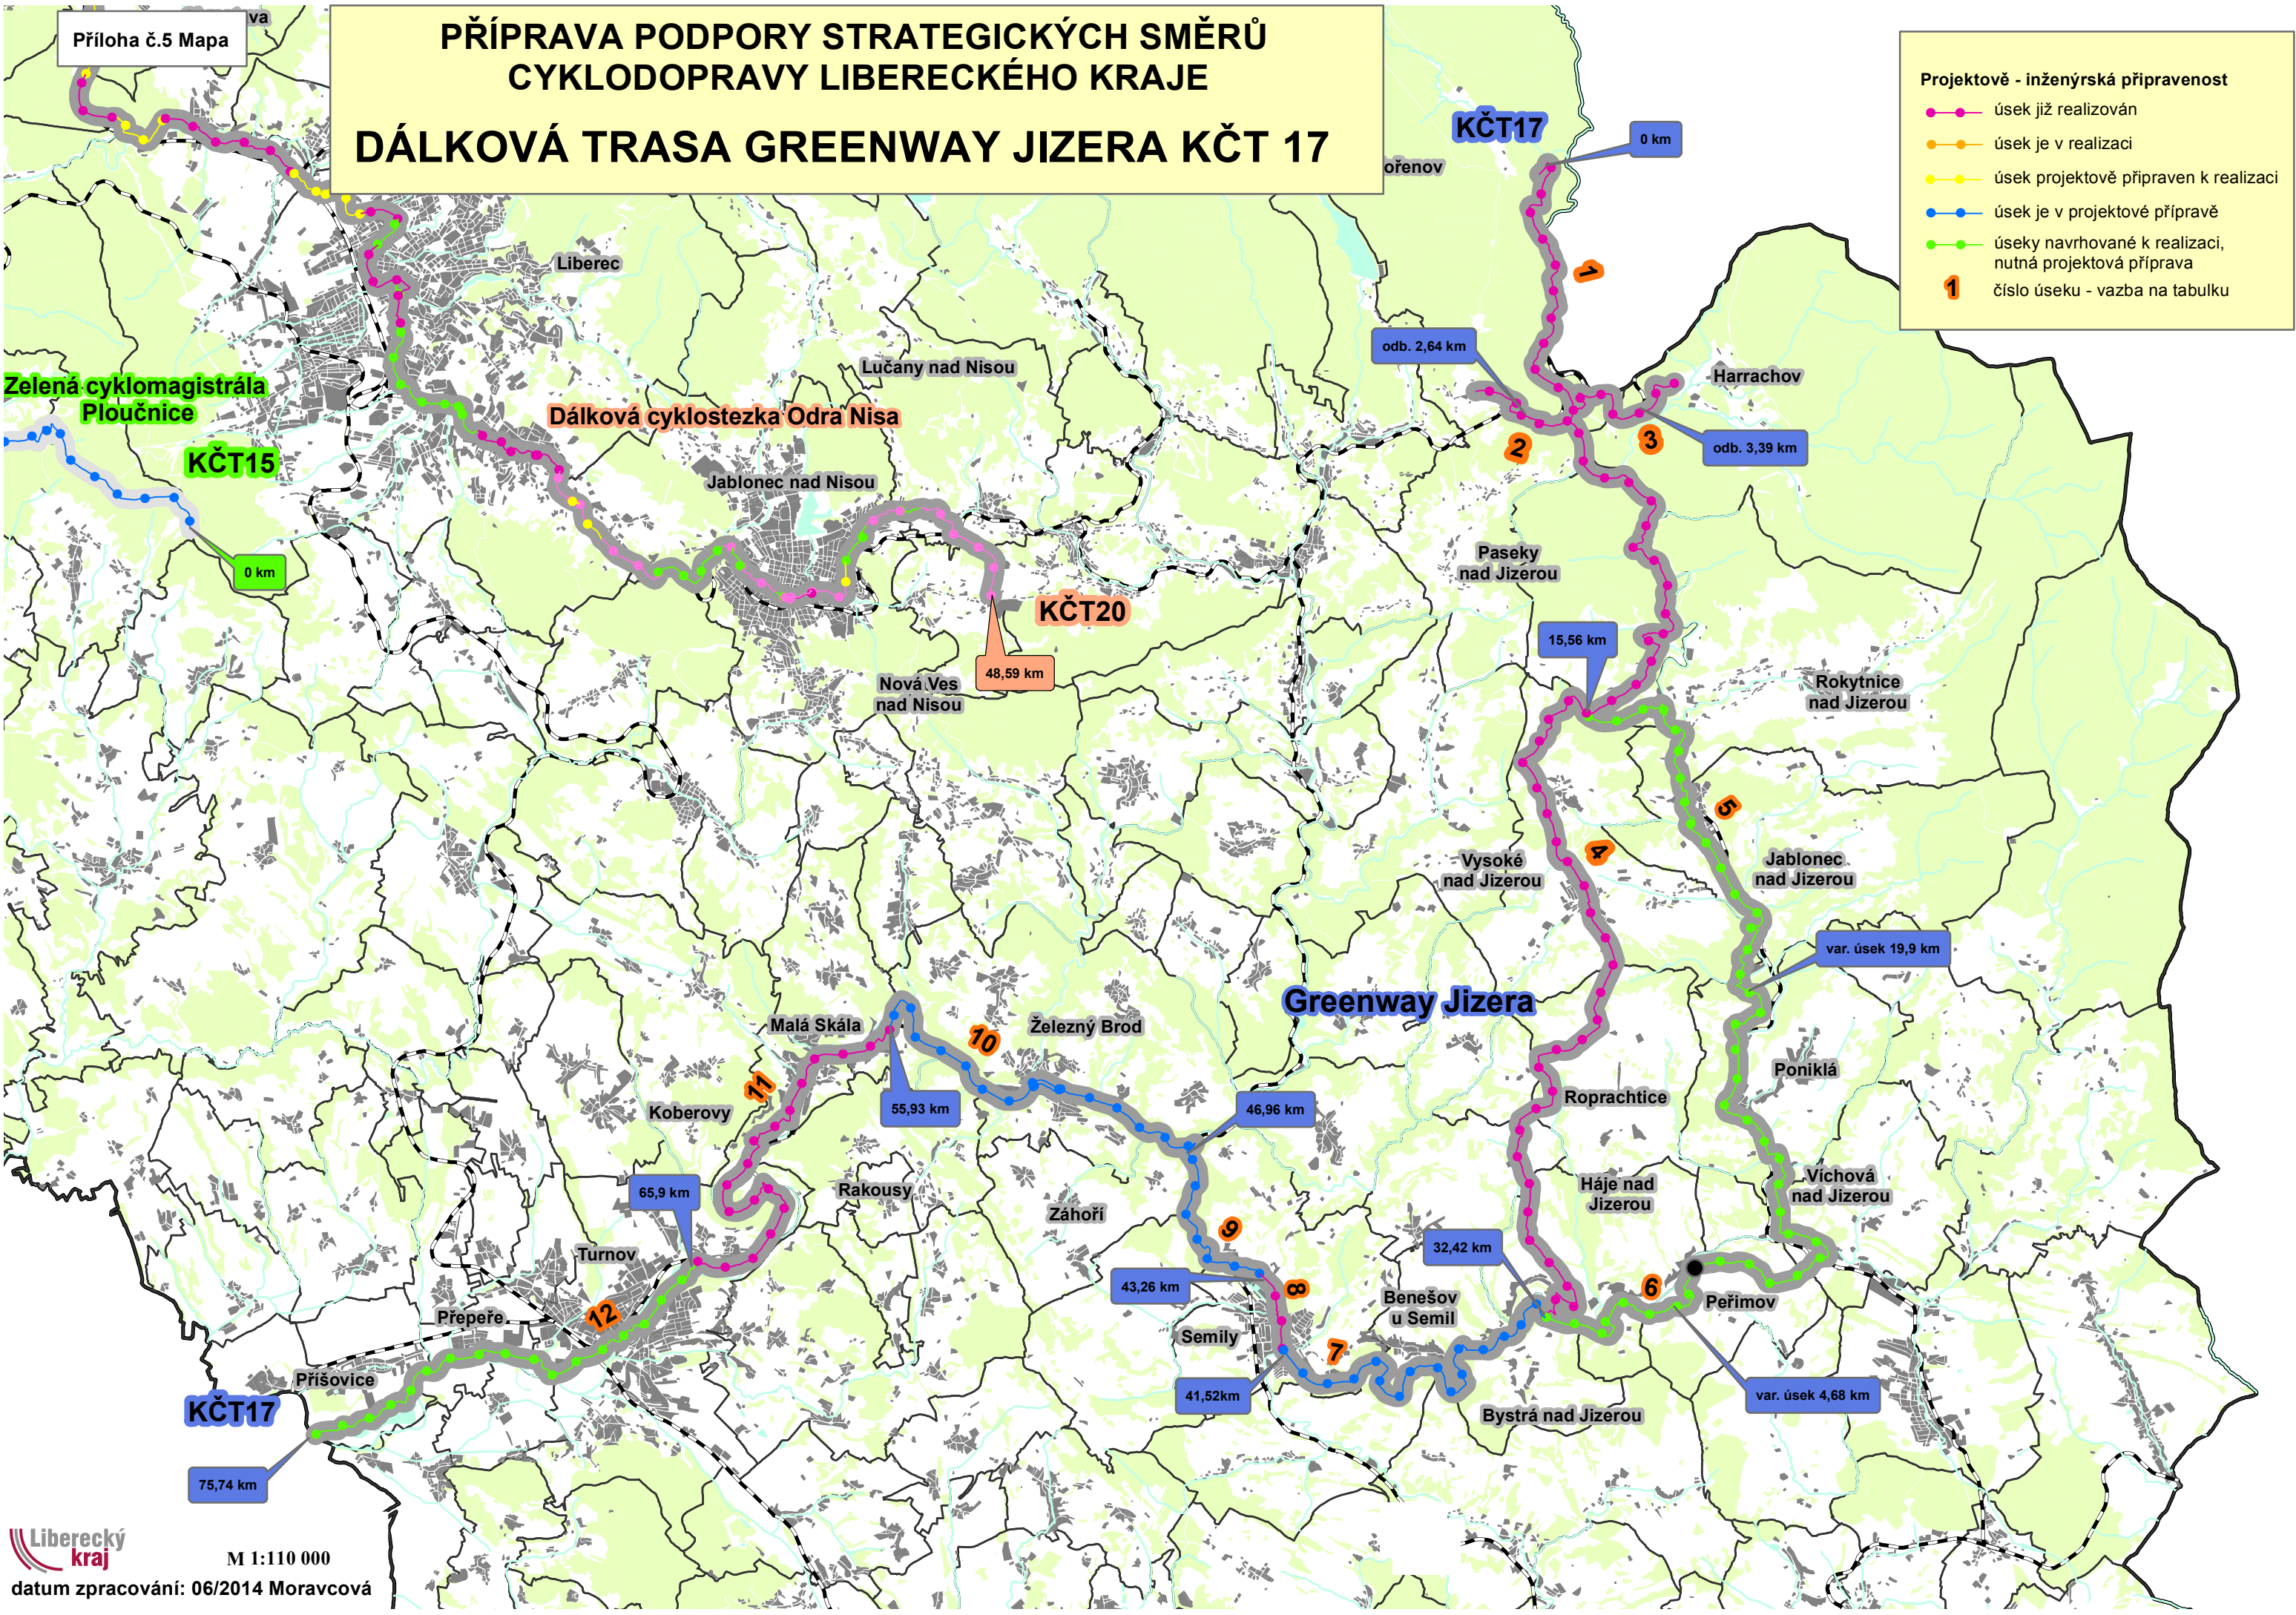 Příloha č.5 Mapa
va
PŘÍPRAVA PODPORY STRATEGICKÝCH SMĚRŮ
CYKLODOPRAVY LIBERECKÉHO KRAJE
DÁLKOVÁ TRASA GREENWAY JIZERA KČT 17
Projektově - inženýrská připravenost
úsek již realizován
úsek je v realizaci
úsek projektově připraven k realizaci
úsek je v projektové přípravě
úseky navrhované k realizaci,
nutná projektová příprava
1
číslo úseku - vazba na tabulku
KČT17
0 km
ořenov
1
Liberec
odb. 2,64 km
Lučany nad Nisou
Harrachov
Zelená cyklomagistrála
Ploučnice
Dálková cyklostezka Odra Nisa
2
3
odb. 3,39 km
KČT15
Jablonec nad Nisou
0 km
Paseky
nad Jizerou
KČT20
15,56 km
48,59 km
Nová Ves
nad Nisou
Rokytnice
nad Jizerou
5
4
Vysoké
nad Jizerou
Jablonec
nad Jizerou
var. úsek 19,9 km
Greenway Jizera
Malá Skála
10
Železný Brod
Poniklá
11
Koberovy
55,93 km
46,96 km
Roprachtice
65,9 km
Rakousy
Záhoří
Háje nad
Jizerou
Víchová
nad Jizerou
9
Turnov
32,42 km
43,26 km
8
6
Benešov
u Semil
Peřimov
Přepeře
12
Semily
7
Příšovice
41,52km
var. úsek 4,68 km
KČT17
Bystrá nad Jizerou
75,74 km
Liberecký
kraj
M 1:110 000
datum zpracování: 06/2014 Moravcová